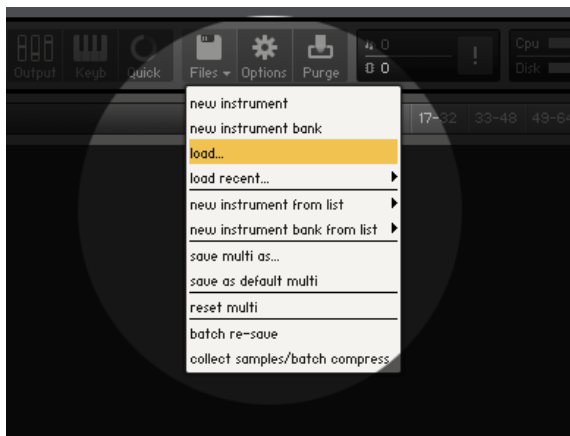 Output Keyb Quick Files Options Purge 0 Cpu
0 ! Disk
17-32 33-48 49-64
new instrument
new instrument bank
load...
load recent...
new instrument from list
new instrument bank from list
save multi as...
save as default multi
reset multi
batch re-save
collect samples/batch compress